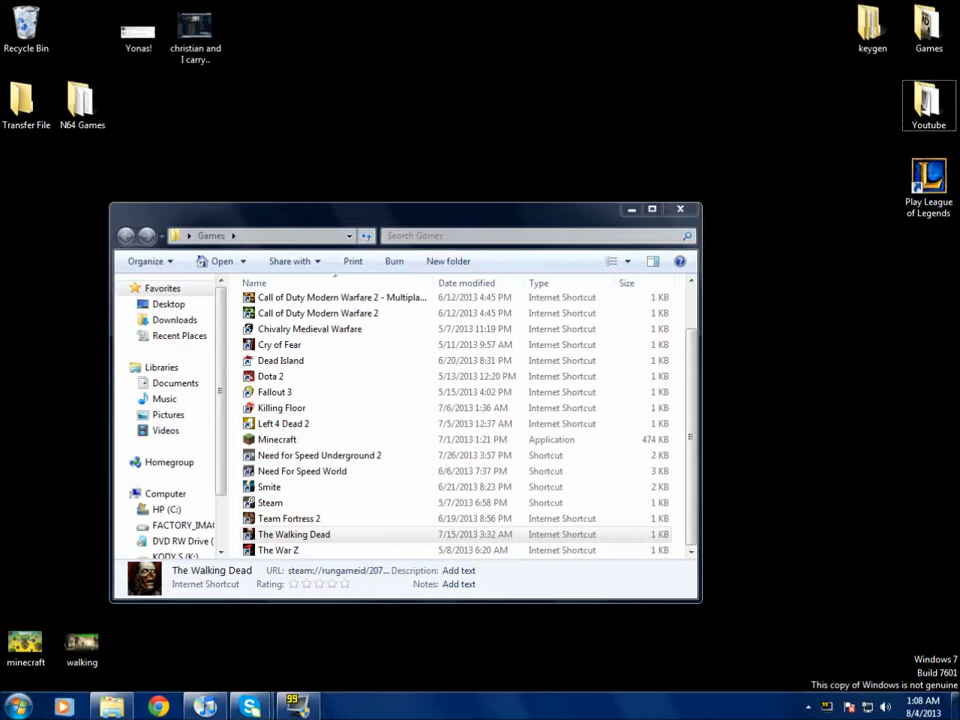 Recycle Bin
Yonas!
christian and
I carry..
keygen
Games
Transfer File
N64 Games
Youtube
Play League
of Legends
Games
Search Games
Organize
Open
Share with
Print
Burn
New folder
Name
Date modified
Type
Size
Favorites
Desktop
Downloads
Recent Places
Libraries
Documents
Music
Pictures
Videos
Homegroup
Computer
HP (C:)
FACTORY_IMAG
DVD RW Drive (
KODY S (K:)
Call of Duty Modern Warfare 2 - Multipla... 6/12/2013 4:45 PM Internet Shortcut 1 KB
Call of Duty Modern Warfare 2 6/12/2013 4:45 PM Internet Shortcut 1 KB
Chivalry Medieval Warfare 5/7/2013 11:19 PM Internet Shortcut 1 KB
Cry of Fear 5/11/2013 9:57 AM Internet Shortcut 1 KB
Dead Island 6/20/2013 8:31 PM Internet Shortcut 1 KB
Dota 2 5/13/2013 12:20 PM Internet Shortcut 1 KB
Fallout 3 5/15/2013 4:02 PM Internet Shortcut 1 KB
Killing Floor 7/6/2013 1:36 AM Internet Shortcut 1 KB
Left 4 Dead 2 7/5/2013 12:37 AM Internet Shortcut 1 KB
Minecraft 7/1/2013 1:21 PM Application 474 KB
Need for Speed Underground 2 7/26/2013 3:57 PM Shortcut 2 KB
Need For Speed World 6/6/2013 7:37 PM Shortcut 3 KB
Smite 6/21/2013 8:23 PM Shortcut 2 KB
Steam 5/7/2013 6:58 PM Shortcut 1 KB
Team Fortress 2 6/19/2013 8:56 PM Internet Shortcut 1 KB
The Walking Dead 7/15/2013 3:32 AM Internet Shortcut 1 KB
The War Z 5/8/2013 6:20 AM Internet Shortcut 1 KB
The Walking Dead URL: steam://rungameid/207... Description: Add text
Internet Shortcut Rating: Notes: Add text
minecraft
walking
Windows 7
Build 7601
This copy of Windows is not genuine
99
1:08 AM
8/4/2013